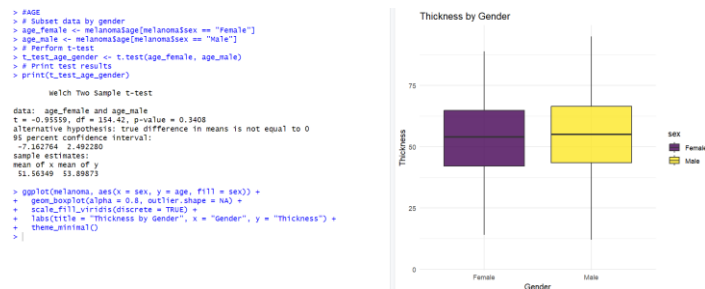 > #AGE
> # Subset data by gender
> age_female <- melanoma$age[melanoma$sex == "Female"]
> age_male <- melanoma$age[melanoma$sex == "Male"]
> # Perform t-test
> t_test_age_gender <- t.test(age_female, age_male)
> # Print test results
> print(t_test_age_gender)
Welch Two Sample t-test
data: age_female and age_male
t = -0.95559, df = 154.42, p-value = 0.3408
alternative hypothesis: true difference in means is not equal to 0
95 percent confidence interval:
-7.162764 2.492280
sample estimates:
mean of x mean of y
51.56349 53.89873
> ggplot(melanoma, aes(x = sex, y = age, fill = sex)) +
+ geom_boxplot(alpha = 0.8, outlier.shape = NA) +
+ scale_fill_viridis(discrete = TRUE) +
+ labs(title = "Thickness by Gender", x = "Gender", y = "Thickness") +
+ theme_minimal()
>
Thickness by Gender
Thickness
75
50
25
0
Female
Male
Gender
sex
Female
Male